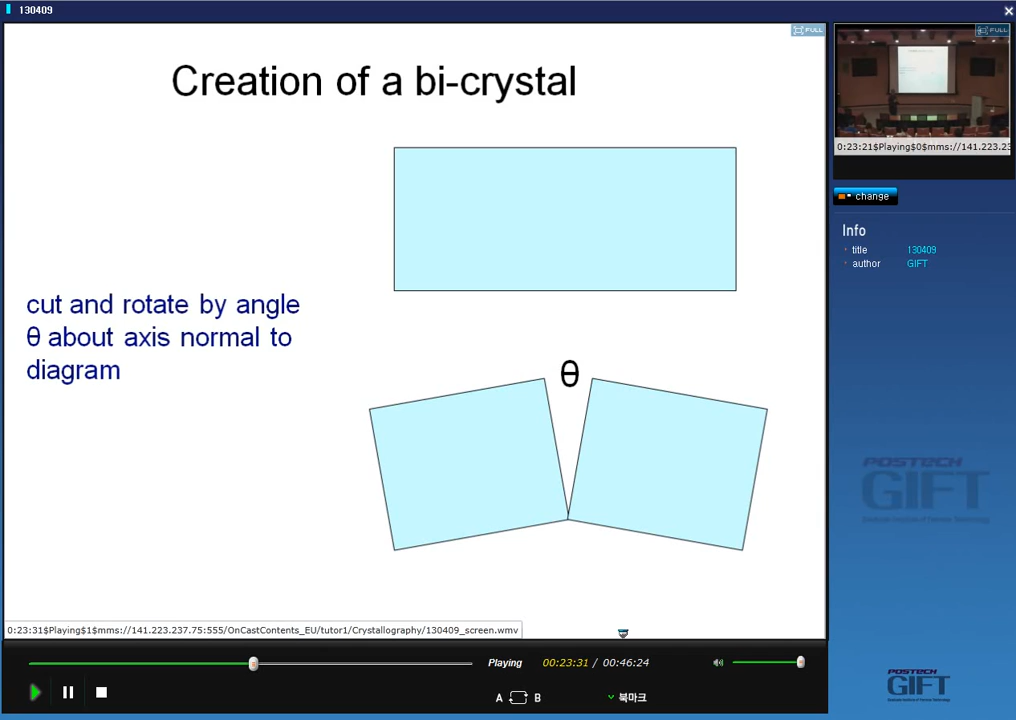 130409
FULL
Creation of a bi-crystal
cut and rotate by angle
θ about axis normal to
diagram
θ
0:23:31$Playing$1$mms://141.223.237.75:555/OnCastContents_EU/tutor1/Crystallography/130409_screen.wmv
Playing
00:23:31 / 00:46:24
A B
북마크
FULL
0:23:21$Playing$0$mms://141.223.23
change
Info
title 130409
author GIFT
POSTECH
GIFT
POSTECH
GIFT